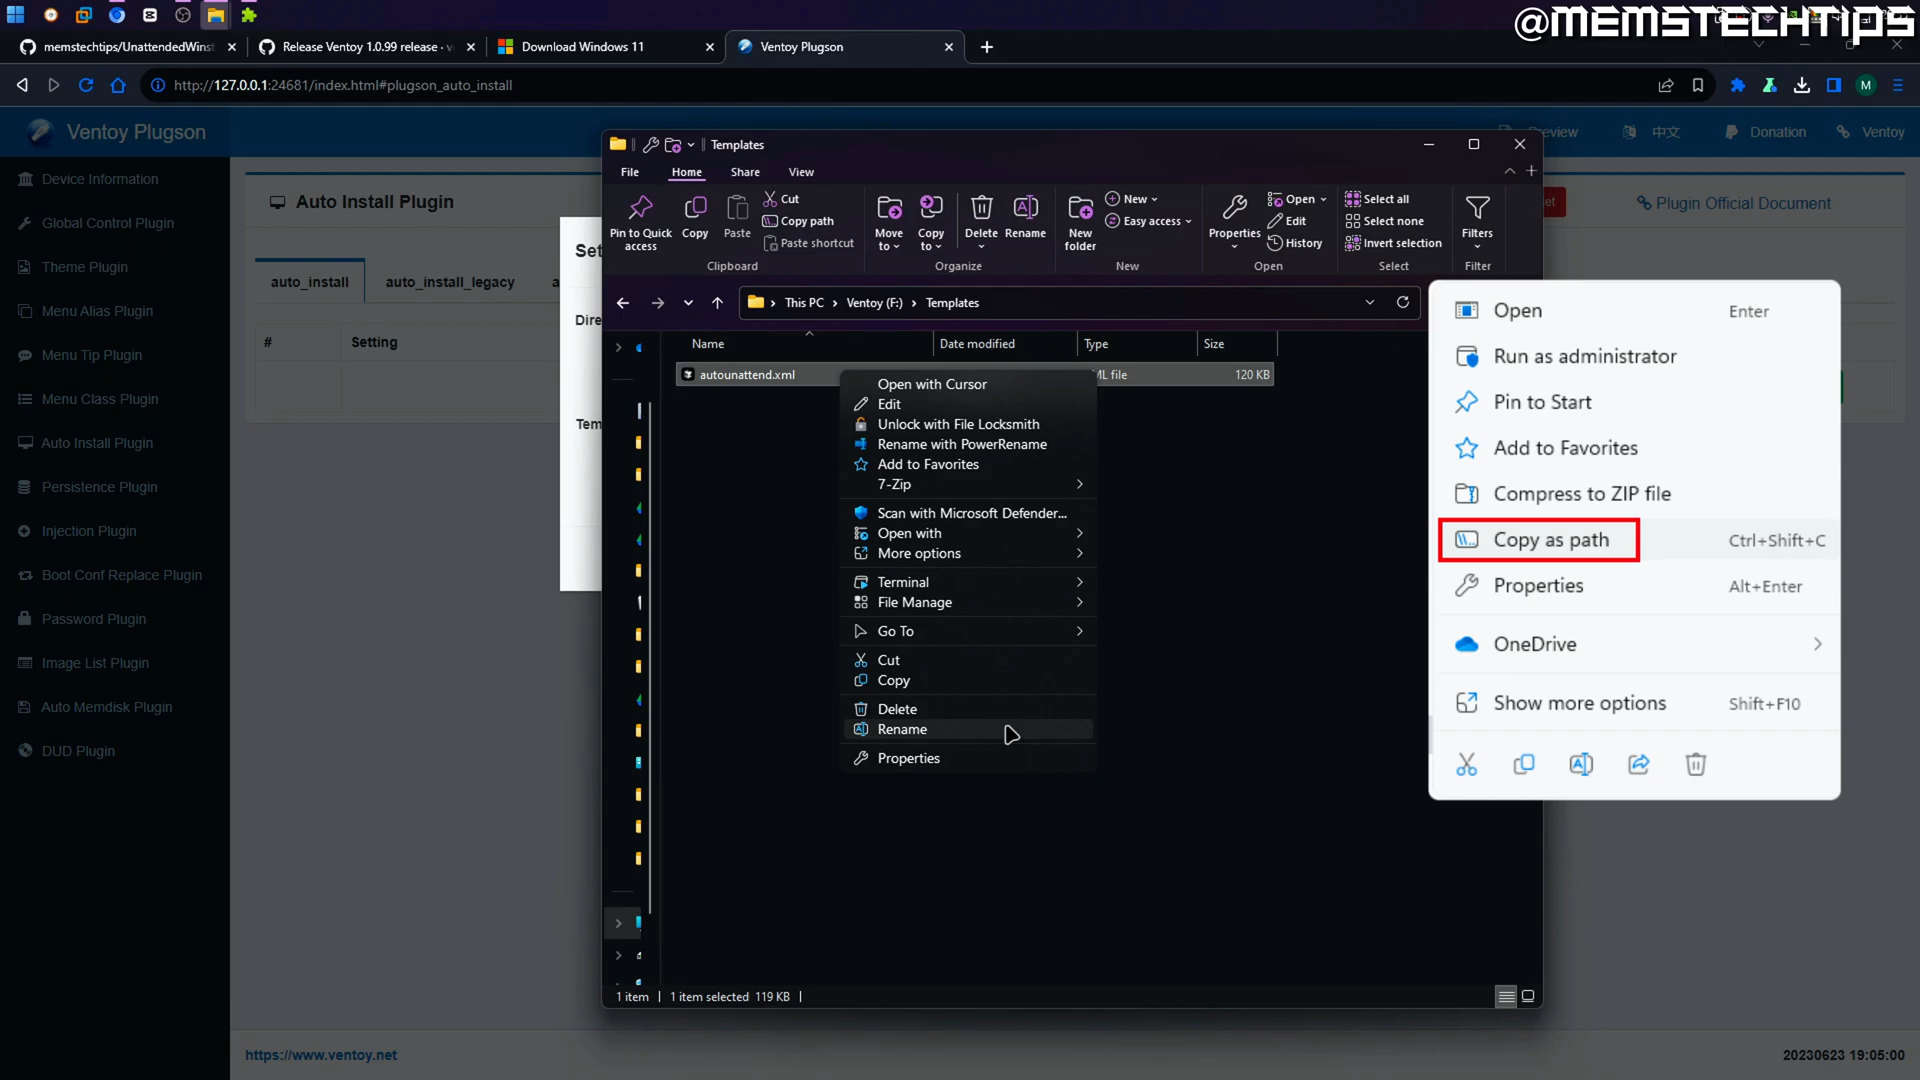 @MEMSTECHTIPS
memstechtips/UnattendedWinst
Release Ventoy 1.0.99 release · v
Download Windows 11
Ventoy Plugson
http://127.0.0.1:24681/index.html#plugson_auto_install
M
Ventoy Plugson
中文
Donation
Ventoy
Device Information
Global Control Plugin
Theme Plugin
Menu Alias Plugin
Menu Tip Plugin
Menu Class Plugin
Auto Install Plugin
Persistence Plugin
Injection Plugin
Boot Conf Replace Plugin
Password Plugin
Image List Plugin
Auto Memdisk Plugin
DUD Plugin
Auto Install Plugin
Plugin Official Document
auto_install
auto_install_legacy
#
Setting
Set
Dire
Tem
Templates
File
Home
Share
View
Pin to Quick access
Copy
Paste
Cut
Copy path
Paste shortcut
Clipboard
Move to
Copy to
Delete
Rename
Organize
New folder
New
Easy access
New
Properties
Open
Edit
History
Open
Select all
Select none
Invert selection
Select
Filters
Filter
This PC
Ventoy (F:)
Templates
Name
Date modified
Type
Size
autounattend.xml
ML file
120 KB
Open with Cursor
Edit
Unlock with File Locksmith
Rename with PowerRename
Add to Favorites
7-Zip
Scan with Microsoft Defender...
Open with
More options
Terminal
File Manage
Go To
Cut
Copy
Delete
Rename
Properties
Open Enter
Run as administrator
Pin to Start
Add to Favorites
Compress to ZIP file
Copy as path Ctrl+Shift+C
Properties Alt+Enter
OneDrive
Show more options Shift+F10
1 item
1 item selected 119 KB
https://www.ventoy.net
20230623 19:05:00